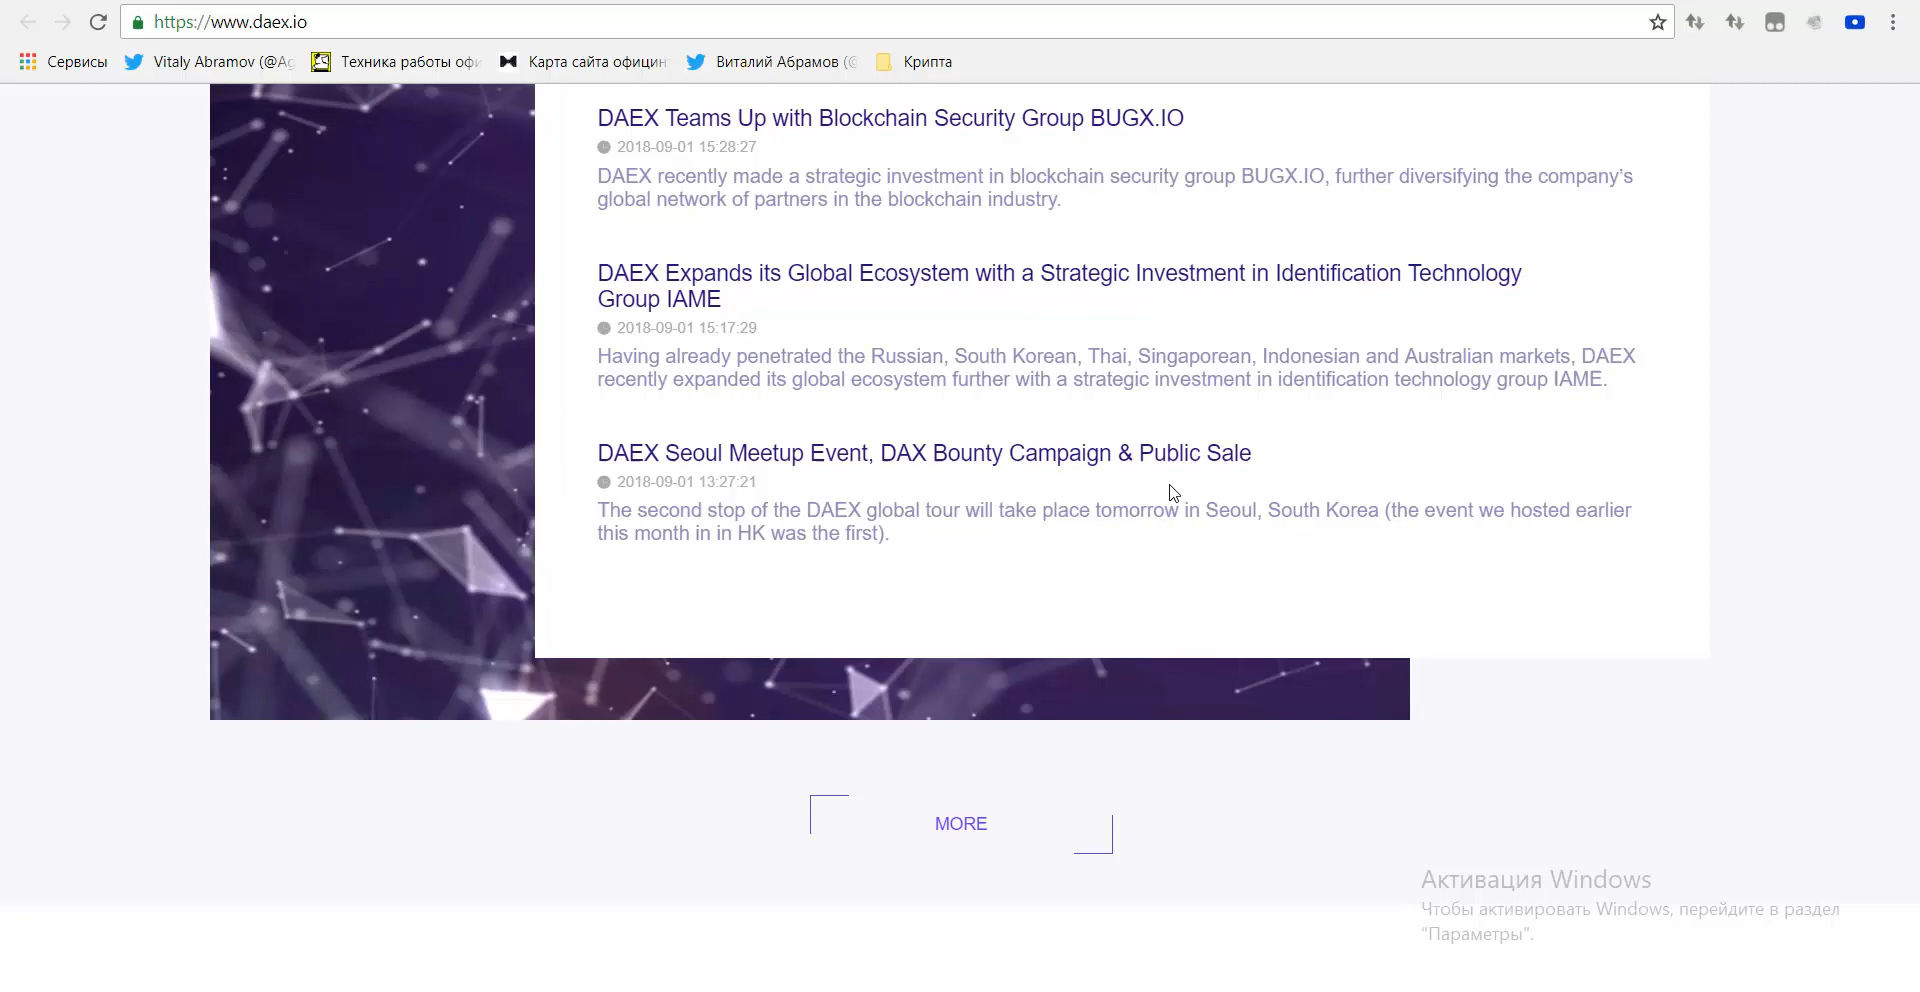 https://www.daex.io
Сервисы
Vitaly Abramov (@Ag
Техника работы офи
Карта сайта официн
Виталий Абрамов (@
Крипта
DAEX Teams Up with Blockchain Security Group BUGX.IO
2018-09-01 15:28:27
DAEX recently made a strategic investment in blockchain security group BUGX.IO, further diversifying the company’s
global network of partners in the blockchain industry.
DAEX Expands its Global Ecosystem with a Strategic Investment in Identification Technology
Group IAME
2018-09-01 15:17:29
Having already penetrated the Russian, South Korean, Thai, Singaporean, Indonesian and Australian markets, DAEX
recently expanded its global ecosystem further with a strategic investment in identification technology group IAME.
DAEX Seoul Meetup Event, DAX Bounty Campaign & Public Sale
2018-09-01 13:27:21
The second stop of the DAEX global tour will take place tomorrow in Seoul, South Korea (the event we hosted earlier
this month in in HK was the first).
MORE
Активация Windows
Чтобы активировать Windows, перейдите в раздел
"Параметры".